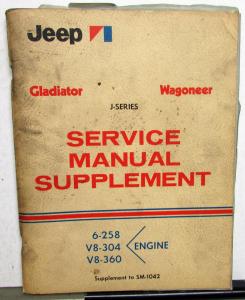 Jeep
Gladiator Wagoneer
J-SERIES
SERVICE
MANUAL
SUPPLEMENT
6-258
V8-304 ENGINE
V8-360
Supplement to SM-1042